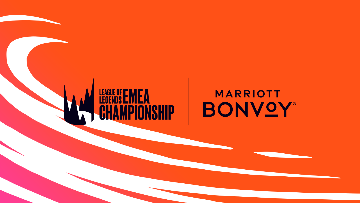 LEAGUE OF
LEGENDS EMEA
CHAMPIONSHIP
MARRIOTT
BONVOY